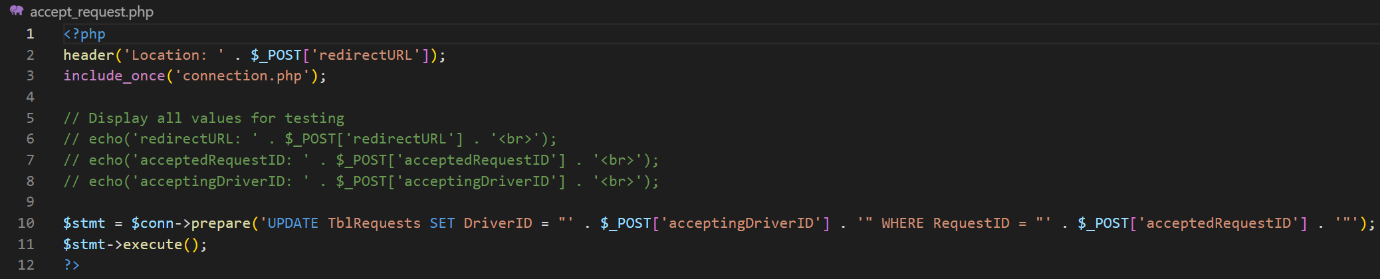 accept_request.php
1 <?php
2 header('Location: ' . $_POST['redirectURL']);
3 include_once('connection.php');
4
5 // Display all values for testing
6 // echo('redirectURL: ' . $_POST['redirectURL'] . '<br>');
7 // echo('acceptedRequestID: ' . $_POST['acceptedRequestID'] . '<br>');
8 // echo('acceptingDriverID: ' . $_POST['acceptingDriverID'] . '<br>');
9
10 $stmt = $conn->prepare('UPDATE TblRequests SET DriverID = "' . $_POST['acceptingDriverID'] . '" WHERE RequestID = "' . $_POST['acceptedRequestID'] . '"');
11 $stmt->execute();
12 ?>